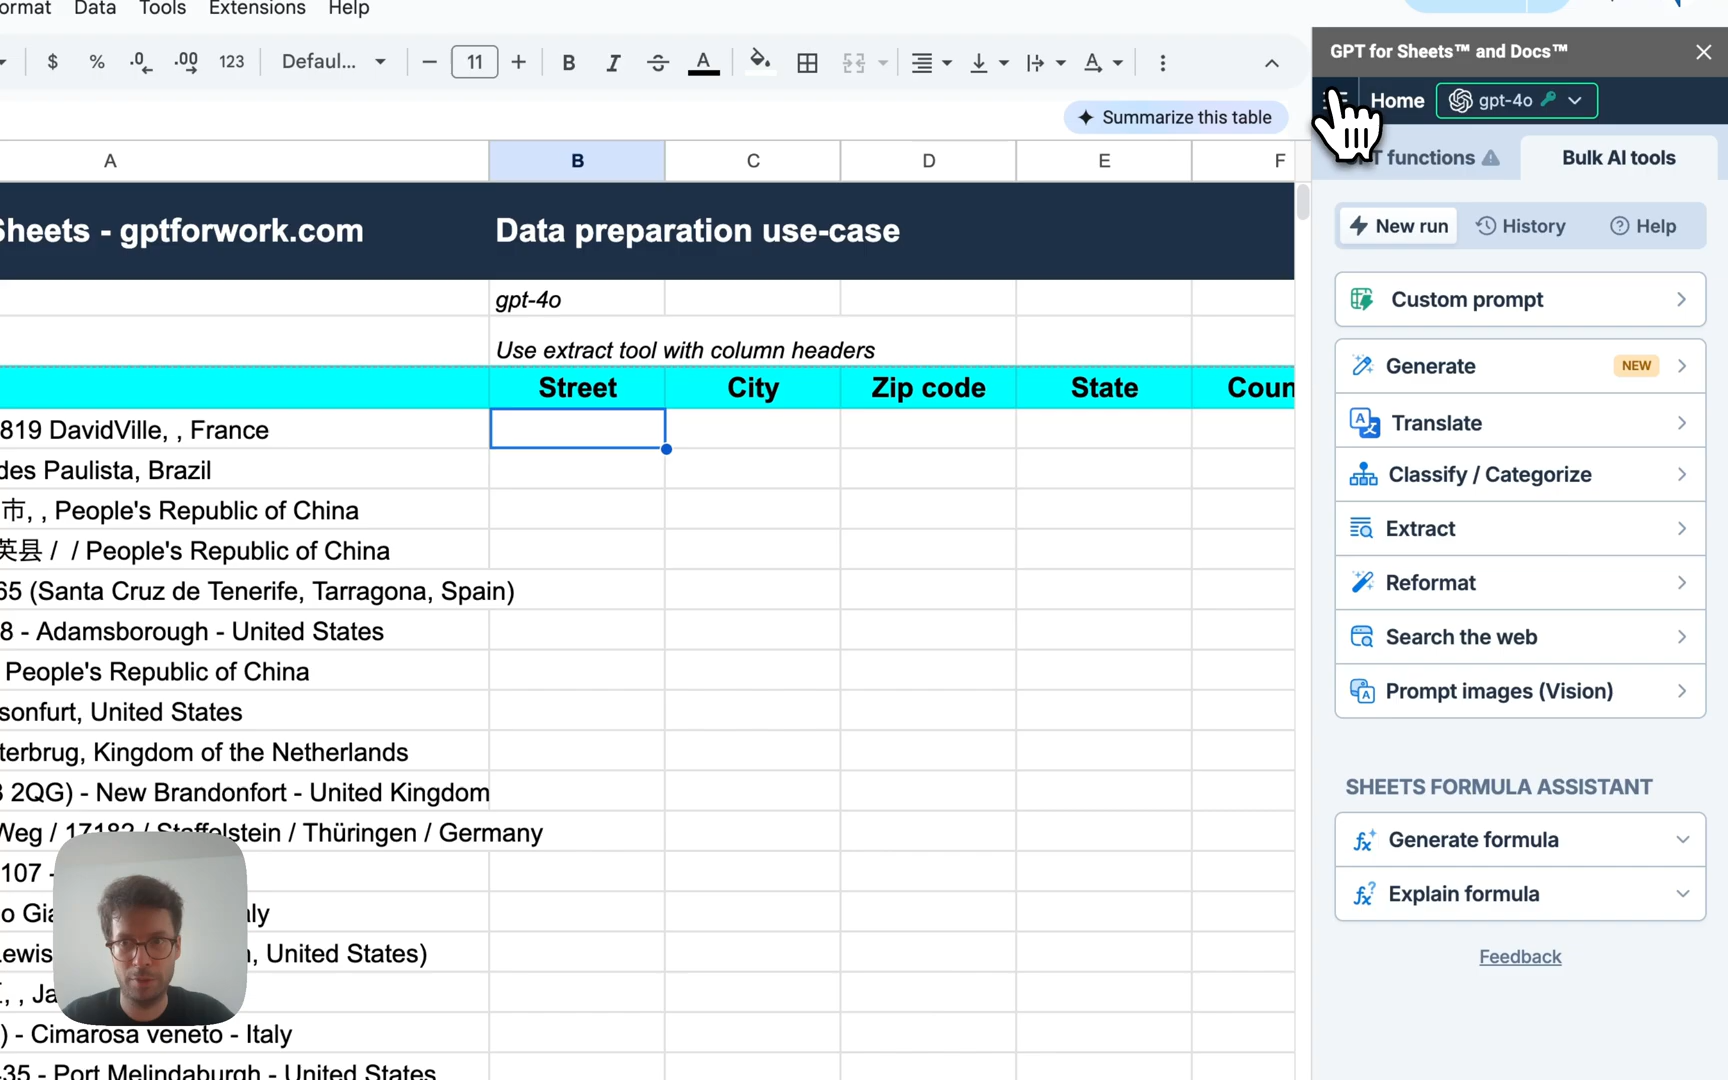 ormat Data Tools Extensions Help
$ % .0 .00 123 Defaul... − 11 + B I S A A
Summarize this table
A B C D E F
Sheets - gptforwork.com Data preparation use-case
gpt-4o
Use extract tool with column headers
Street City Zip code State Coun
819 DavidVille, , France
des Paulista, Brazil
市, , People's Republic of China
英县 / / People's Republic of China
65 (Santa Cruz de Tenerife, Tarragona, Spain)
8 - Adamsborough - United States
People's Republic of China
sonfurt, United States
terbrug, Kingdom of the Netherlands
2QG) - New Brandonfort - United Kingdom
Weg / 17182 / Staffelstein / Thüringen / Germany
107 -
o Gia aly
ewis , United States)
, , Ja
) - Cimarosa veneto - Italy
35 - Port Melindaburgh - United States
GPT for Sheets™ and Docs™
Home gpt-4o
functions Bulk AI tools
New run History Help
Custom prompt
Generate NEW
Translate
Classify / Categorize
Extract
Reformat
Search the web
Prompt images (Vision)
SHEETS FORMULA ASSISTANT
Generate formula
Explain formula
Feedback